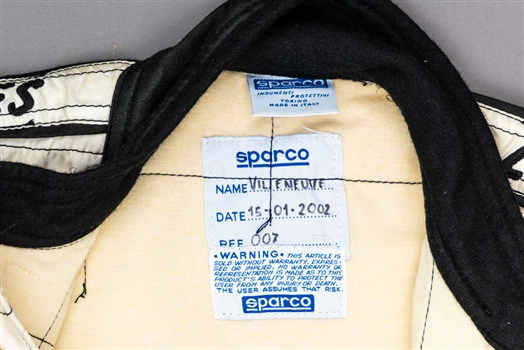 ES
sparco
INDUMENTI PROTETTIVI
TORINO
MADE IN ITALY
sparco
NAME VILLENEUVE
DATE 15-01-2002
REF 007
•WARNING• THIS ARTICLE IS
SOLD WITHOUT WARRANTY, EXPRES-
SED OR IMPLIED. NO WARRANTY OR
REPRESENTATION IS MADE AS TO THIS
PRODUCT'S ABILITY TO PROTECT THE
USER FROM ANY INJURY OR DEATH.
THE USER ASSUMES THAT RISK.
sparco